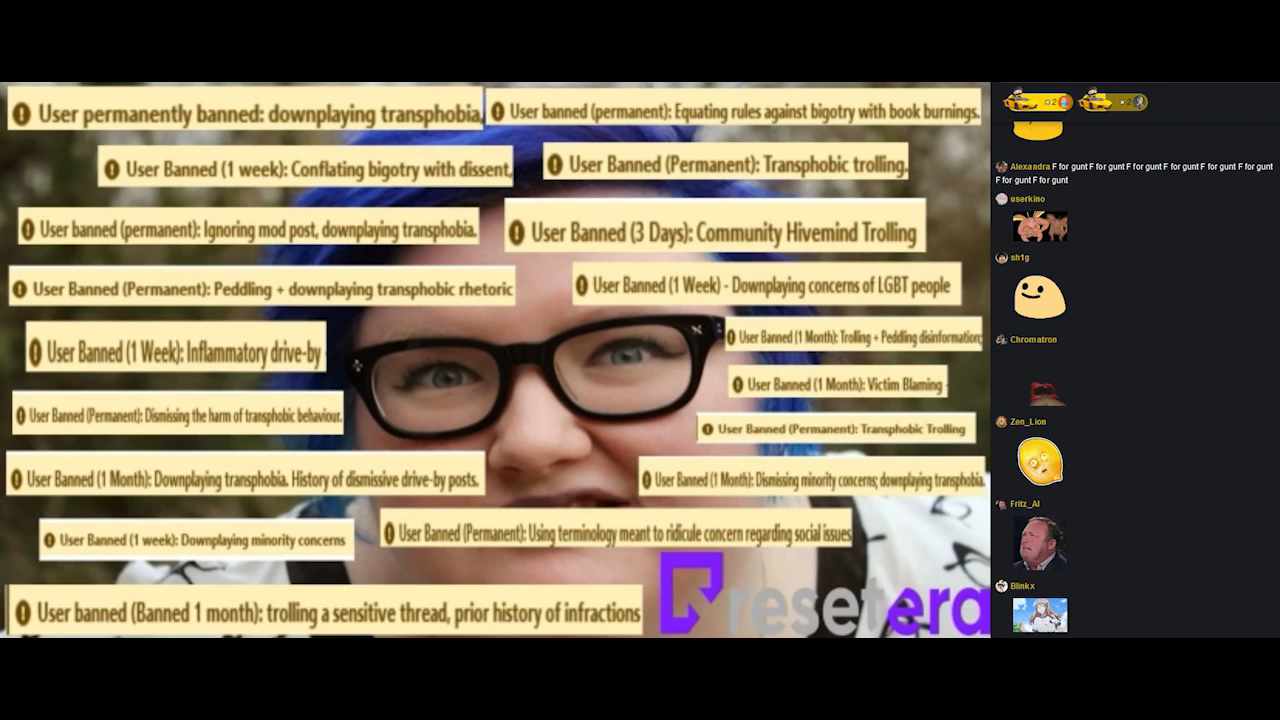 User permanently banned: downplaying transphobia,
User banned (permanent): Equating rules against bigotry with book burnings.
User Banned (1 week): Conflating bigotry with dissent,
User Banned (Permanent): Transphobic trolling.
User banned (permanent): Ignoring mod post, downplaying transphobia.
User Banned (3 Days): Community Hivemind Trolling
User Banned (Permanent): Peddling + downplaying transphobic rhetoric
User Banned (1 Week) - Downplaying concerns of LGBT people
User Banned (1 Week): Inflammatory drive-by
User Banned (1 Month): Trolling + Peddling disinformation;
User Banned (1 Month): Victim Blaming
User Banned (Permanent): Dismissing the harm of transphobic behaviour.
User Banned (Permanent): Transphobic Trolling
User Banned (1 Month): Downplaying transphobia. History of dismissive drive-by posts.
User Banned (1 Month): Dismissing minority concerns; downplaying transphobia.
User Banned (1 week): Downplaying minority concerns
User Banned (Permanent): Using terminology meant to ridicule concern regarding social issues
User banned (Banned 1 month): trolling a sensitive thread, prior history of infractions
resetera
x 2
x 2
Alexandra F for gunt F for gunt F for gunt F for gunt F for gunt F for gunt
F for gunt F for gunt
userkino
sh1g
Chromatron
Zen_Lion
Fritz_AI
Blinkx